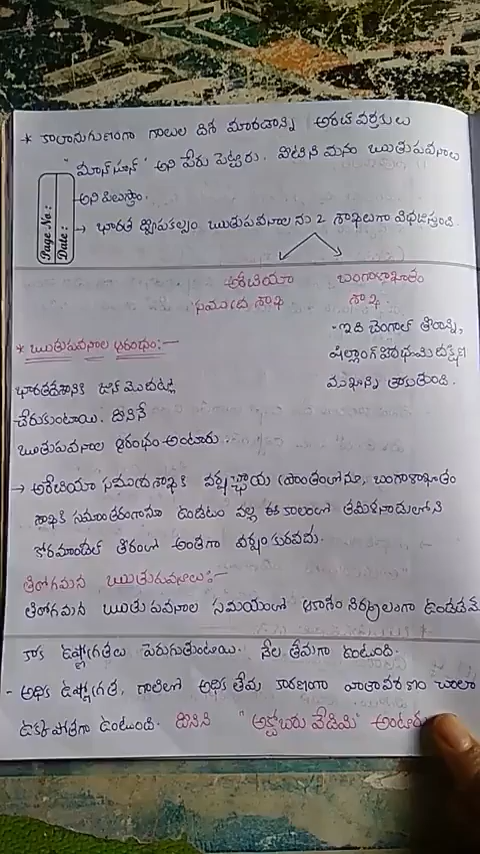 * కాలానుగుణంగా గాలుల దిశ మారడాన్ని అరబ్ వర్తకులు
"మాన్ సూన్" అని పేరు పెట్టారు. వీటిని మనం ఋతుపవనాలు
అని పిలుస్తాం.
Page No:
Date:
→ భారత ద్వీపకల్పం ఋతుపవనాలను 2 శాఖలుగా విభజిస్తుంది.
అరేబియా సముద్ర శాఖ
బంగాళాఖాతం శాఖ.
- ఇది బెంగాల్ తీరాన్ని,
షిల్లాంగ్ పీఠభూమి దక్షిణ
ముఖాన్ని తాకుతుంది.
* ఋతుపవనాల ఆరంభం:-
భారతదేశానికి జూన్ మొదట్లో
చేరుకుంటాయి. దీనినే
ఋతుపవనాల ఆరంభం అంటారు.
→ అరేబియా సముద్ర శాఖకి వర్షచ్ఛాయ ప్రాంతంలోనూ, బంగాళాఖాతం
శాఖకి సమాంతరంగానూ ఉండటం వల్ల ఈ కాలంలో తమిళనాడులోని
కోరమాండల్ తీరంలో అంతగా వర్షం కురవదు.
తిరోగమన ఋతుపవనాలు:-
తిరోగమన ఋతుపవనాల సమయంలో ఆకాశం నిర్మలంగా ఉండడమే
కాక ఉష్ణోగ్రతలు పెరుగుతుంటాయి. నేల తేమగా ఉంటుంది.
- అధిక ఉష్ణోగ్రత, గాలిలో అధిక తేమ కారణంగా వాతావరణం చాలా
ఉక్కపోతగా ఉంటుంది. దీనిని "అక్టోబరు వేడిమి" అంటారు